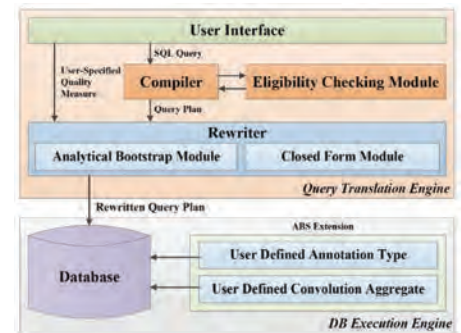 User Interface
SQL Query
User-Specified
Quality
Measure
Compiler
Eligibility Checking Module
Query Plan
Rewriter
Analytical Bootstrap Module
Closed Form Module
Query Translation Engine
Rewritten Query Plan
ABS Extension
Database
User Defined Annotation Type
User Defined Convolution Aggregate
DB Execution Engine